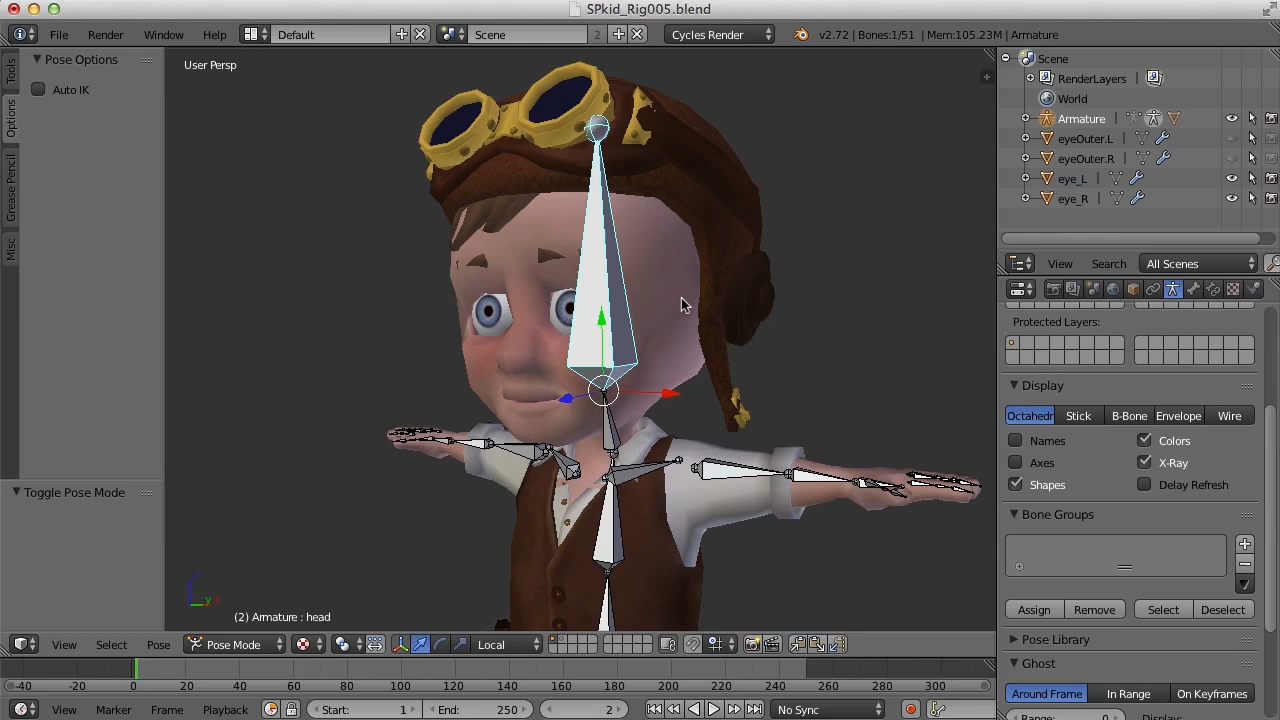 SPkid_Rig005.blend
File Render Window Help Default Scene 2 Cycles Render v2.72 | Bones:1/51 | Mem:105.23M | Armature
Tools
Options
Grease Pencil
Misc
Pose Options
Auto IK
Toggle Pose Mode
User Persp
(2) Armature : head
Scene
RenderLayers
World
Armature
eyeOuter.L
eyeOuter.R
eye_L
eye_R
View Search All Scenes
Protected Layers:
Display
Octahedr Stick B-Bone Envelope Wire
Names Colors
Axes X-Ray
Shapes Delay Refresh
Bone Groups
Assign Remove Select Deselect
Pose Library
Ghost
Around Frame In Range On Keyframes
Range: 0 Display:
View Select Pose Pose Mode Local
-40 -20 0 20 40 60 80 100 120 140 160 180 200 220 240 260 280 300
View Marker Frame Playback Start: 1 End: 250 2 No Sync